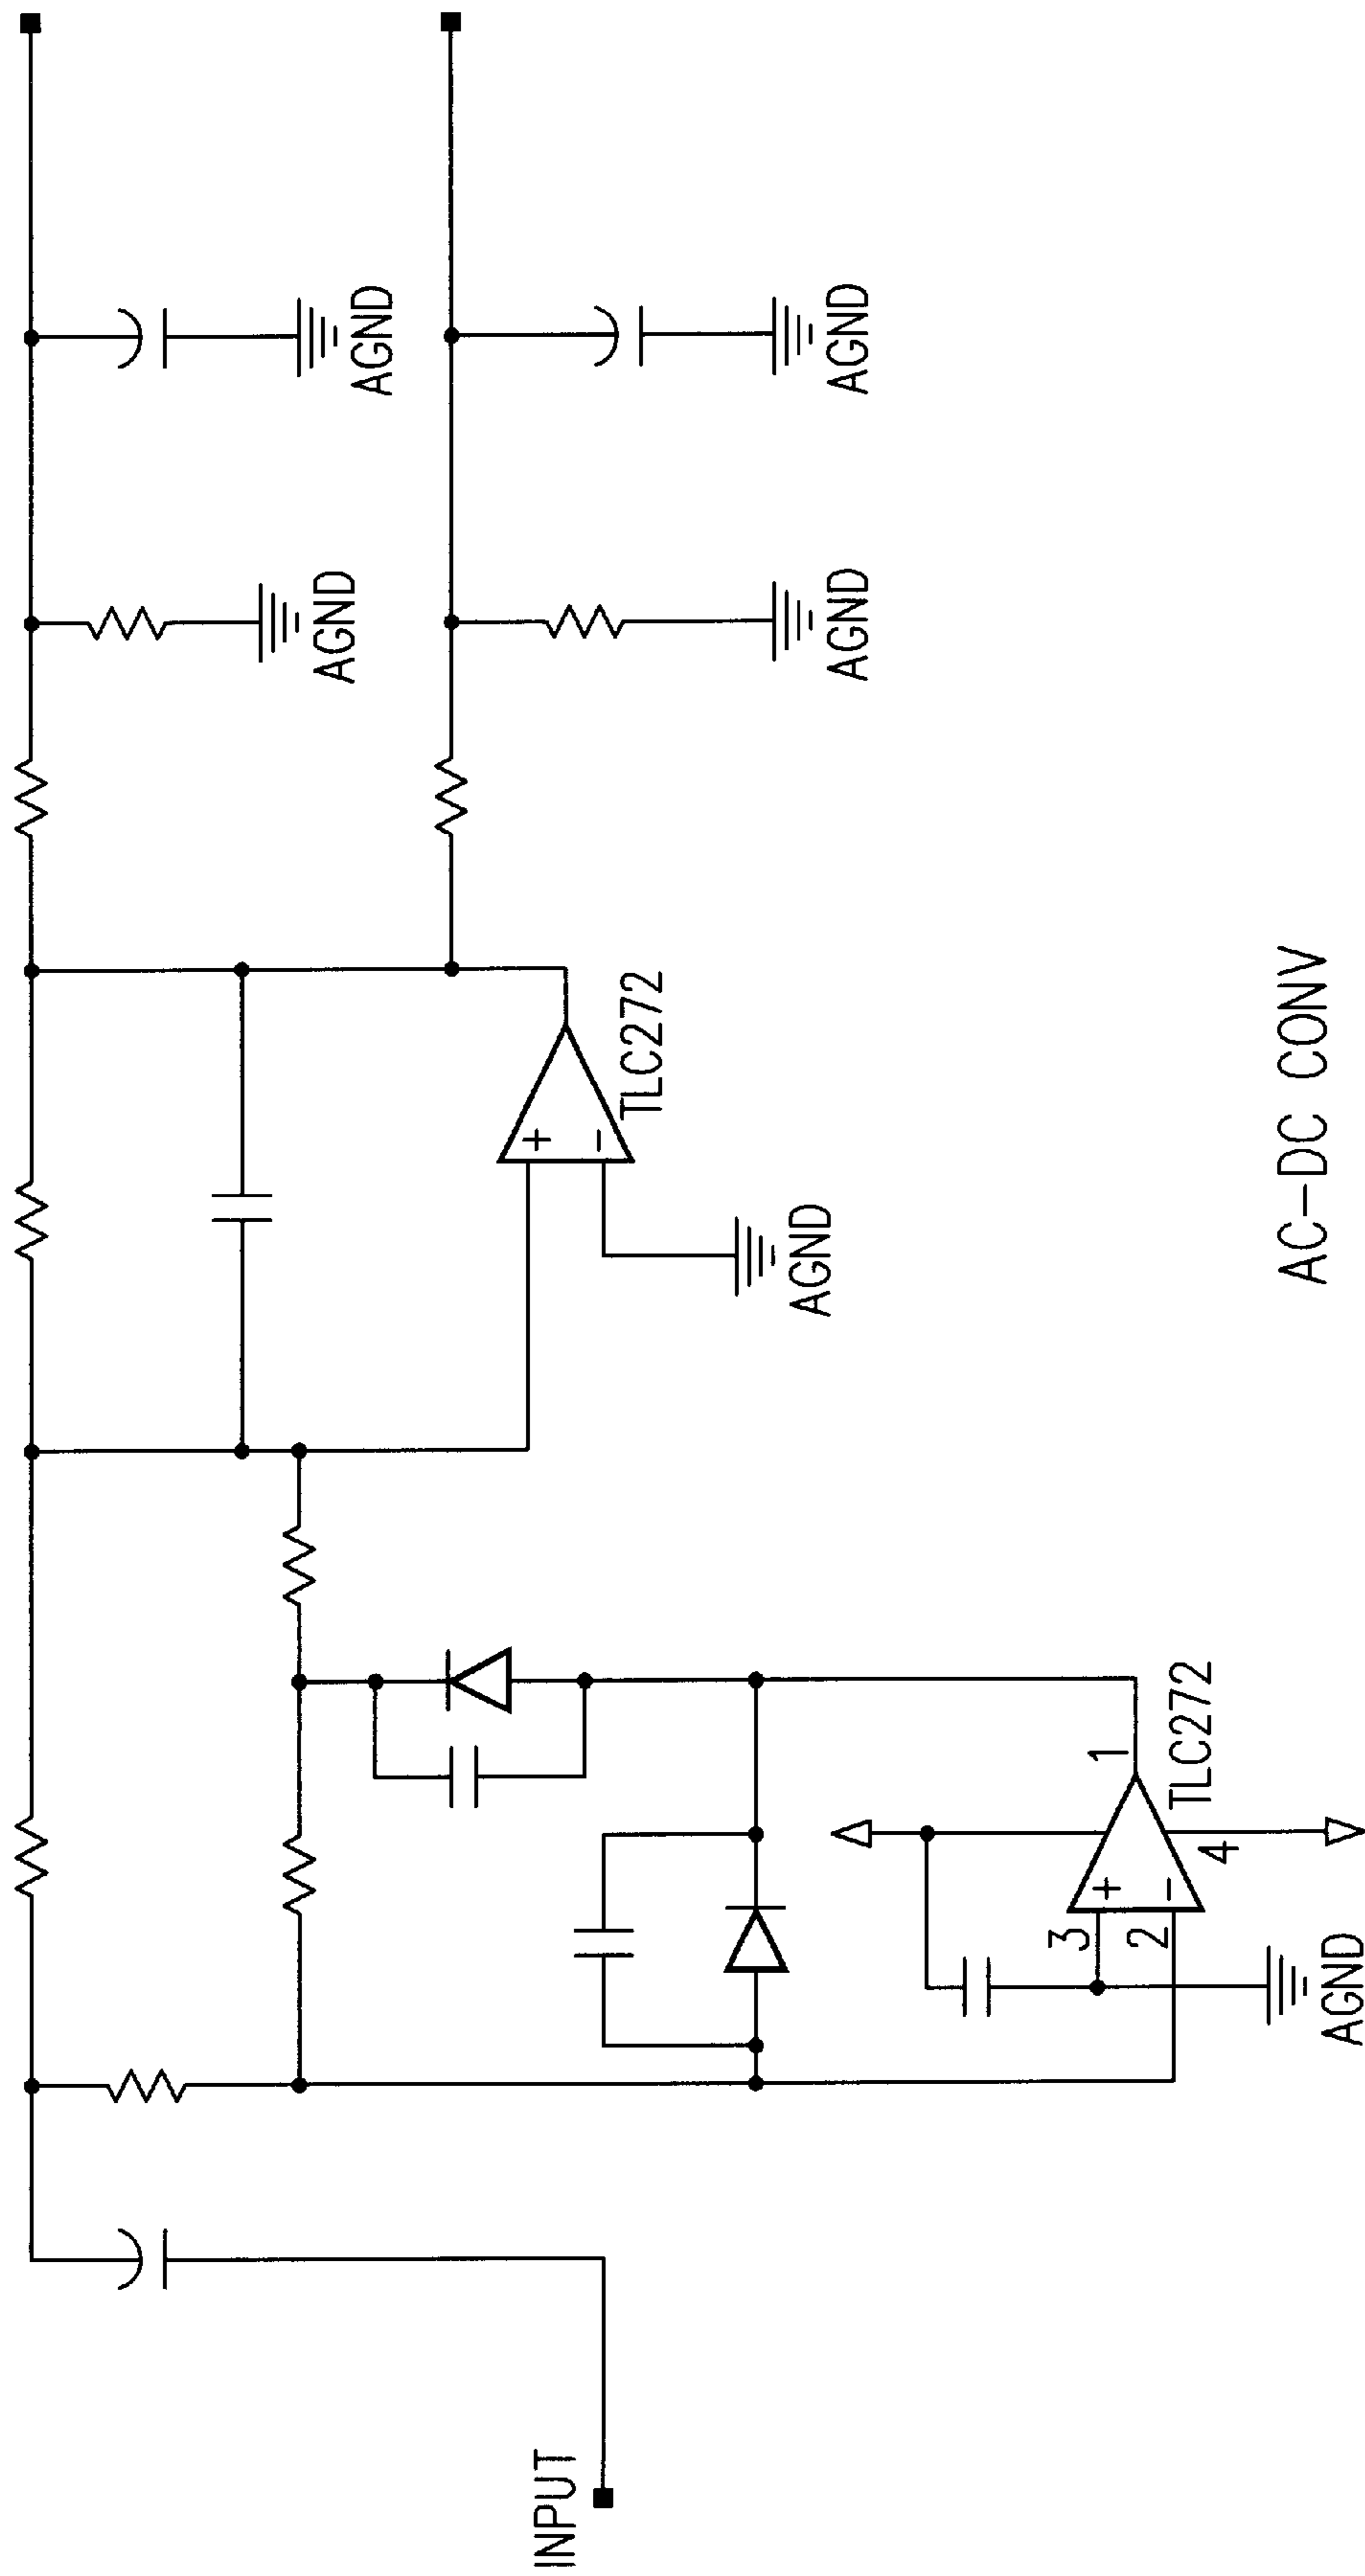 AGND
AGND
AGND
AGND
+
-
TLC272
AGND
INPUT
3
+
2
-
1
4
TLC272
AGND
AC-DC CONV